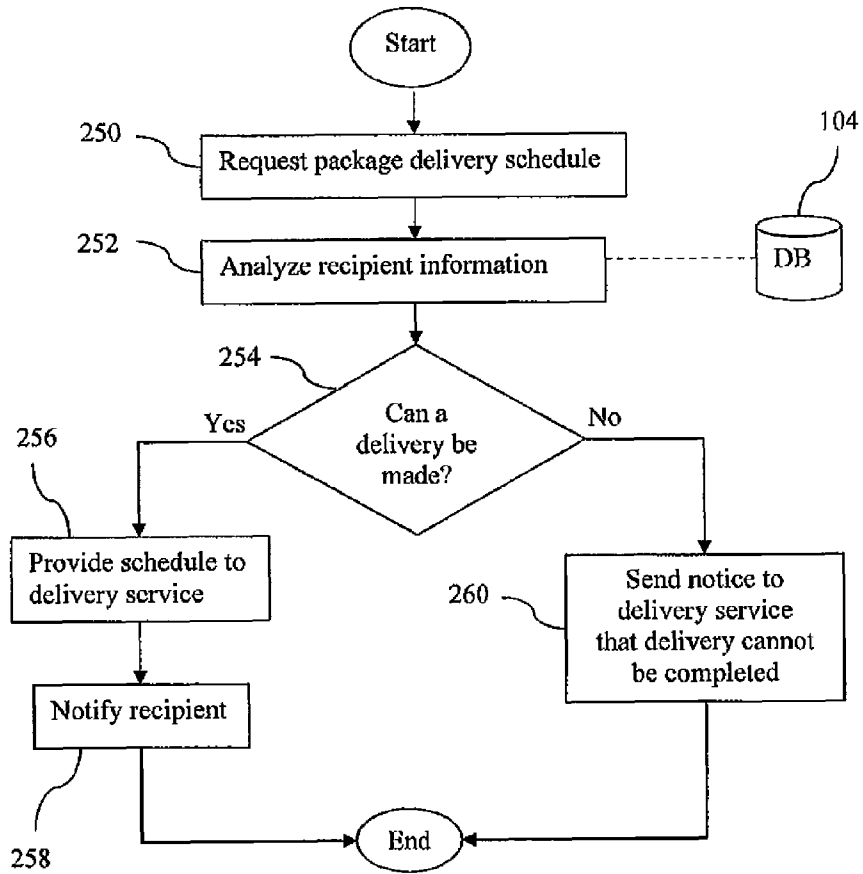 Start
250
Request package delivery schedule
104
DB
252
Analyze recipient information
254
Can a
delivery be
made?
Yes
No
256
Provide schedule to
delivery service
260
Send notice to
delivery service
that delivery cannot
be completed
Notify recipient
258
End